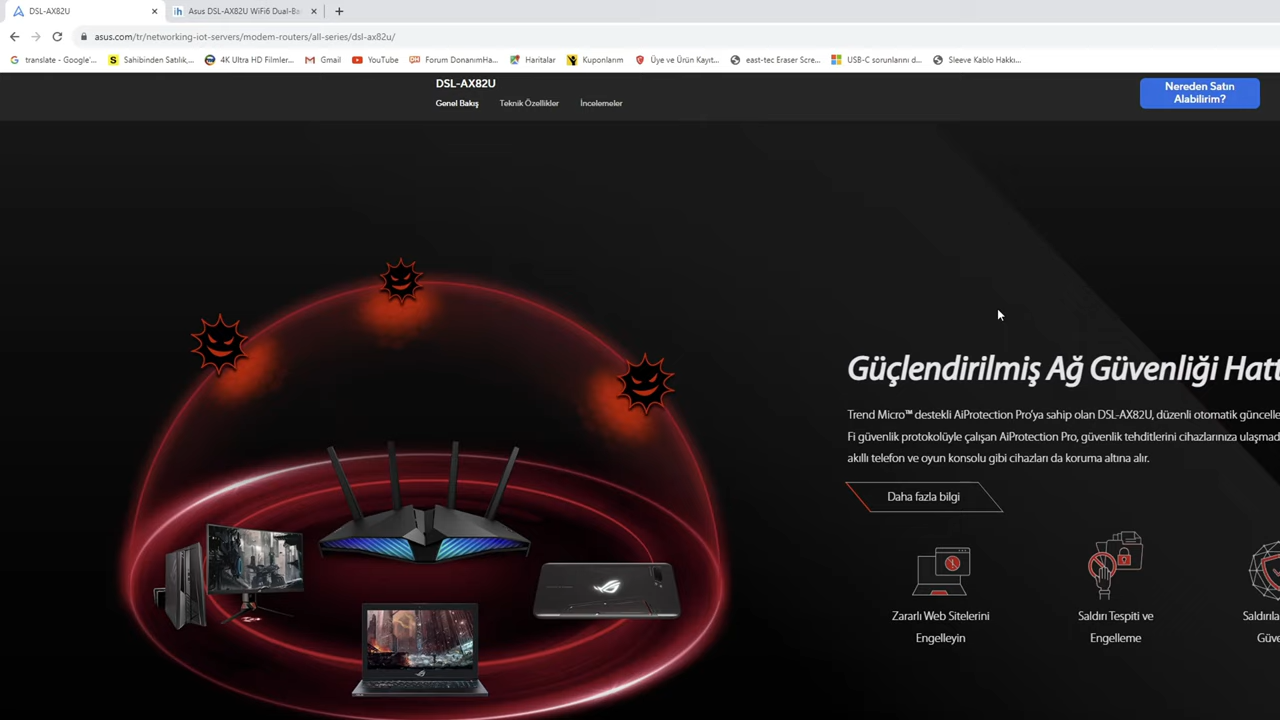 DSL-AX82U
Asus DSL-AX82U WiFi6 Dual-Ba
asus.com/tr/networking-iot-servers/modem-routers/all-series/dsl-ax82u/
translate - Google'...
Sahibinden Satılık,...
4K Ultra HD Filmler...
Gmail
YouTube
Forum DonanımHa...
Haritalar
Kuponlarım
Üye ve Ürün Kayıt...
east-tec Eraser Scre...
USB-C sorunlarını d...
Sleeve Kablo Hakkı...
DSL-AX82U
Genel Bakış
Teknik Özellikler
İncelemeler
Nereden Satın
Alabilirim?
Güçlendirilmiş Ağ Güvenliği Hatt
Trend Micro™ destekli AiProtection Pro'ya sahip olan DSL-AX82U, düzenli otomatik güncelle
Fi güvenlik protokolüyle çalışan AiProtection Pro, güvenlik tehditlerini cihazlarınıza ulaşmad
akıllı telefon ve oyun konsolu gibi cihazları da koruma altına alır.
Daha fazla bilgi
Zararlı Web Sitelerini
Engelleyin
Saldırı Tespiti ve
Engelleme
Saldırıla
Güve